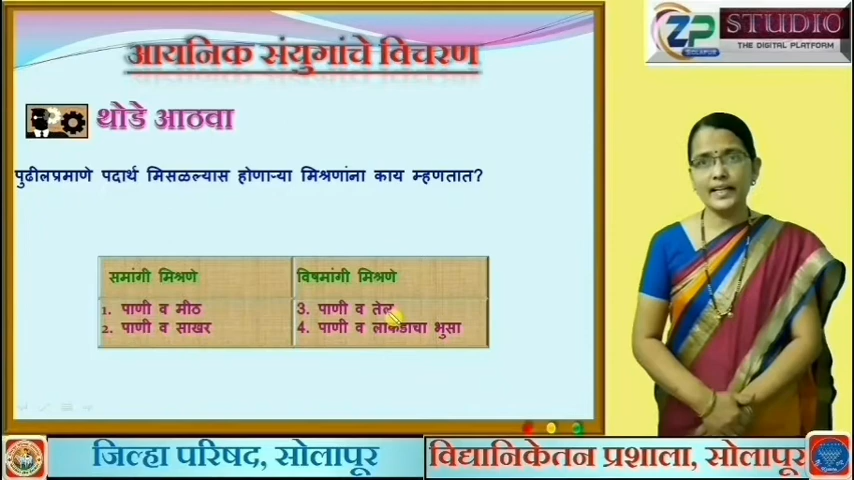 आयनिक संयुगांचे विचरण
ZP STUDIO
SOLAPUR
THE DIGITAL PLATFORM
थोडे आठवा
पुढीलप्रमाणे पदार्थ मिसळल्यास होणाऱ्या मिश्रणांना काय म्हणतात?
समांगी मिश्रणे
1. पाणी व मीठ
2. पाणी व साखर
विषमांगी मिश्रणे
3. पाणी व तेल
4. पाणी व लाकडाचा भुसा
जिल्हा परिषद, सोलापूर
विद्यानिकेतन प्रशाला, सोलापूर